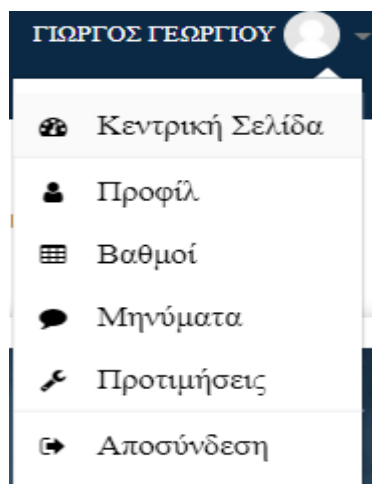 ΓΙΩΡΓΟΣ ΓΕΩΡΓΙΟΥ
Κεντρική Σελίδα
Προφίλ
Βαθμοί
Μηνύματα
Προτιμήσεις
Αποσύνδεση